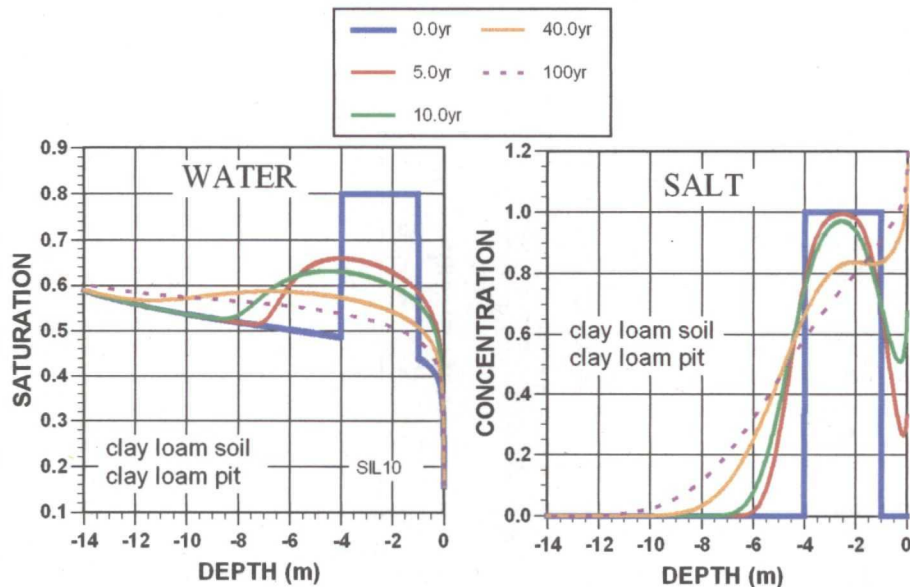 0.0yr 40.0yr
5.0yr 100yr
10.0yr
WATER
SATURATION
0.9
0.8
0.7
0.6
0.5
0.4
0.3
0.2
0.1
clay loam soil
clay loam pit
SIL10
-14 -12 -10 -8 -6 -4 -2 0
DEPTH (m)
SALT
CONCENTRATION
1.2
1.0
0.8
0.6
0.4
0.2
0.0
clay loam soil
clay loam pit
-14 -12 -10 -8 -6 -4 -2 0
DEPTH (m)